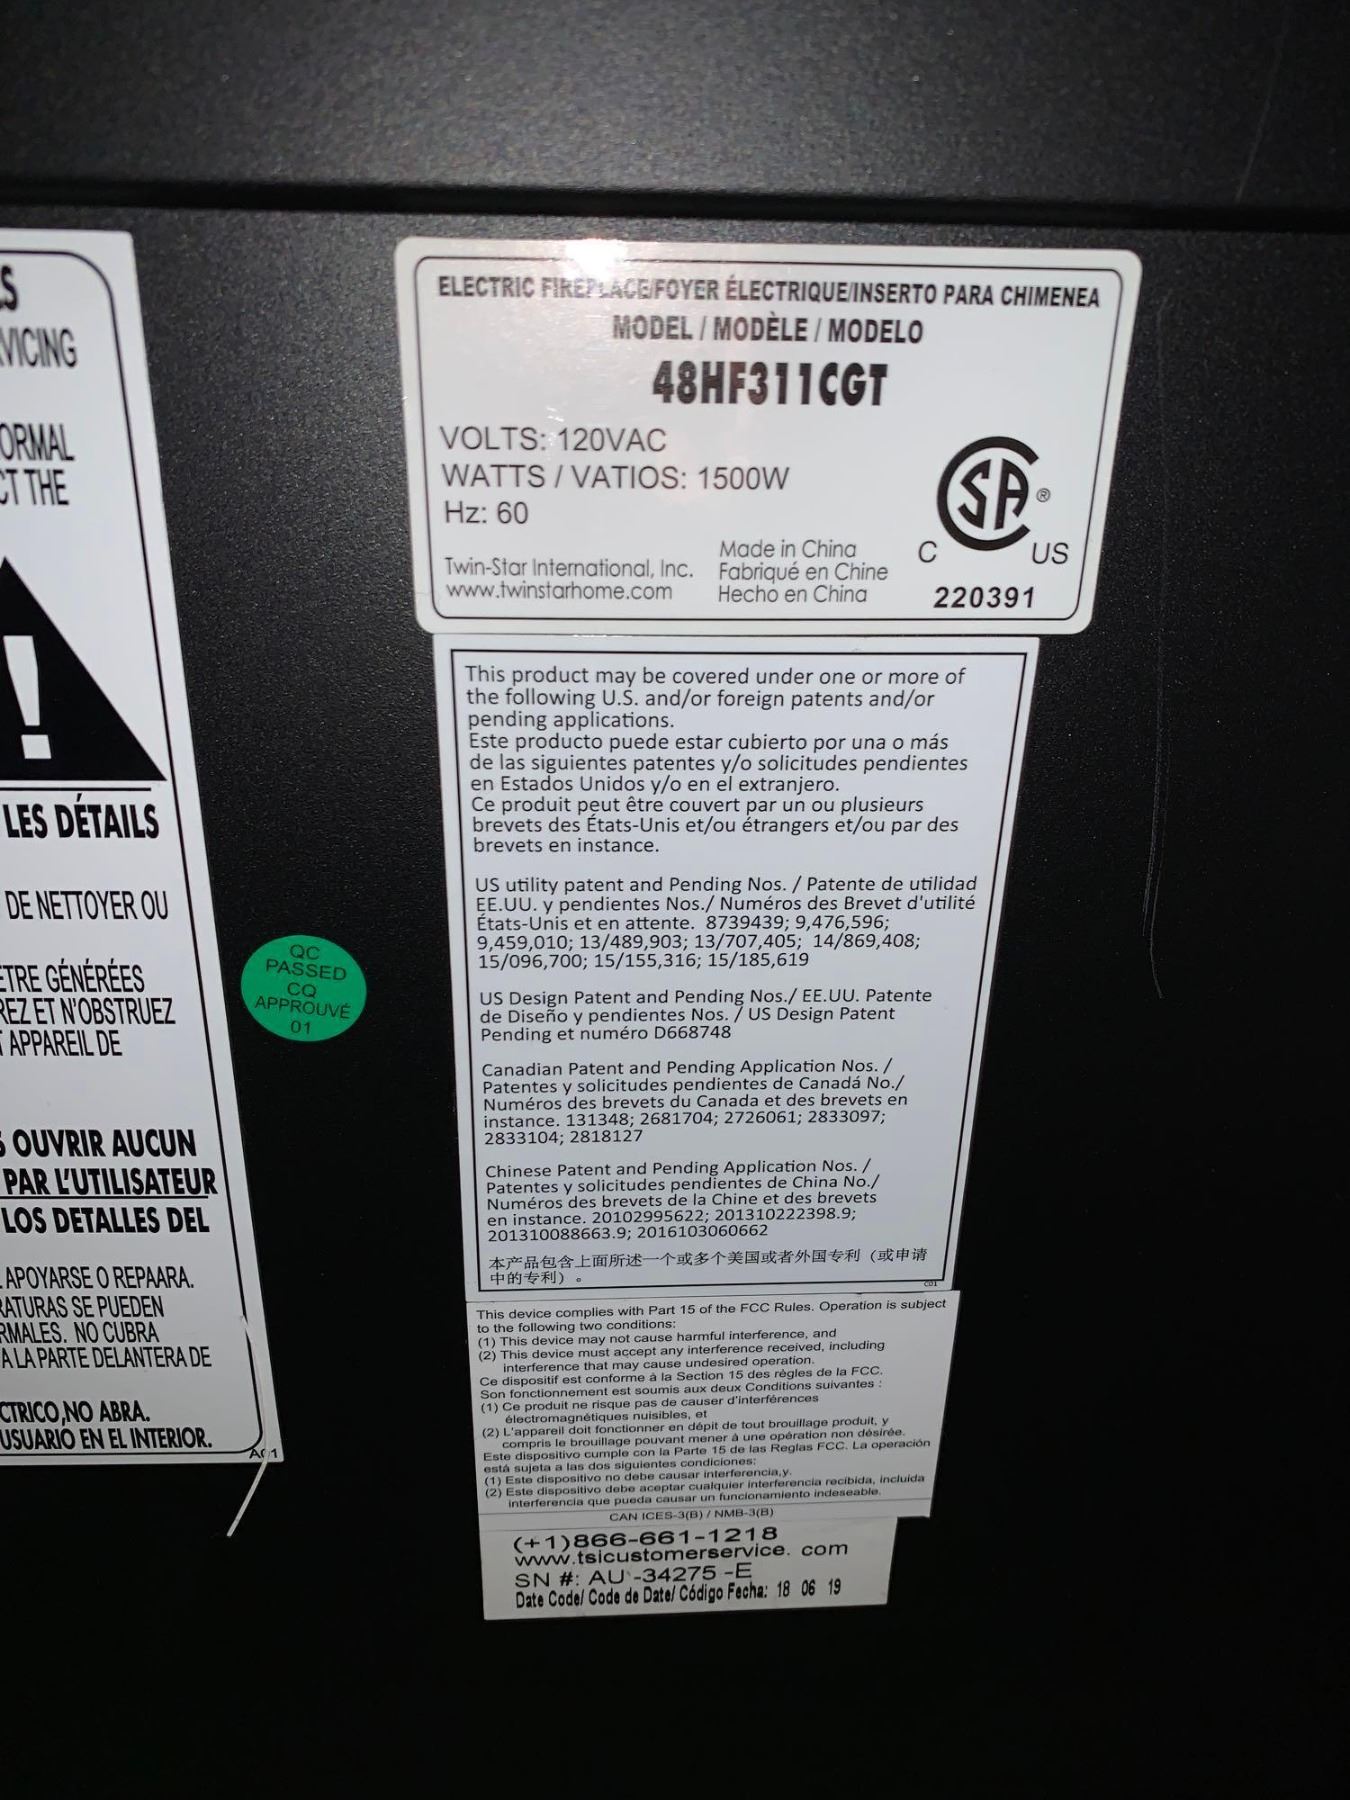 S
VICING
ORMAL
CT THE
!
LES DÉTAILS
DE NETTOYER OU
ETRE GÉNÉRÉES
REZ ET N'OBSTRUEZ
T APPAREIL DE
S OUVRIR AUCUN
PAR L'UTILISATEUR
LOS DETALLES DEL
APOYARSE O REPAARA.
RATURAS SE PUEDEN
RMALES. NO CUBRA
A LA PARTE DELANTERA DE
CTRICO,NO ABRA.
USUARIO EN EL INTERIOR.
A01
QC
PASSED
CQ
APPROUVÉ
01
ELECTRIC FIREPLACE/FOYER ÉLECTRIQUE/INSERTO PARA CHIMENEA
MODEL / MODÈLE / MODELO
48HF311CGT
VOLTS: 120VAC
WATTS / VATIOS: 1500W
Hz: 60
Twin-Star International, Inc.
www.twinstarhome.com
Made in China
Fabriqué en Chine
Hecho en China
CSA ®
C US
220391
This product may be covered under one or more of
the following U.S. and/or foreign patents and/or
pending applications.
Este producto puede estar cubierto por una o más
de las siguientes patentes y/o solicitudes pendientes
en Estados Unidos y/o en el extranjero.
Ce produit peut être couvert par un ou plusieurs
brevets des États-Unis et/ou étrangers et/ou par des
brevets en instance.
US utility patent and Pending Nos. / Patente de utilidad
EE.UU. y pendientes Nos./ Numéros des Brevet d'utilité
États-Unis et en attente. 8739439; 9,476,596;
9,459,010; 13/489,903; 13/707,405; 14/869,408;
15/096,700; 15/155,316; 15/185,619
US Design Patent and Pending Nos./ EE.UU. Patente
de Diseño y pendientes Nos. / US Design Patent
Pending et numéro D668748
Canadian Patent and Pending Application Nos. /
Patentes y solicitudes pendientes de Canadá No./
Numéros des brevets du Canada et des brevets en
instance. 131348; 2681704; 2726061; 2833097;
2833104; 2818127
Chinese Patent and Pending Application Nos. /
Patentes y solicitudes pendientes de China No./
Numéros des brevets de la Chine et des brevets
en instance. 20102995622; 201310222398.9;
201310088663.9; 2016103060662
本产品包含上面所述一个或多个美国或者外国专利（或申请
中的专利）。
C01
This device complies with Part 15 of the FCC Rules. Operation is subject
to the following two conditions:
(1) This device may not cause harmful interference, and
(2) This device must accept any interference received, including
interference that may cause undesired operation.
Ce dispositif est conforme à la Section 15 des règles de la FCC.
Son fonctionnement est soumis aux deux Conditions suivantes :
(1) Ce produit ne risque pas de causer d'interférences
électromagnétiques nuisibles, et
(2) L'appareil doit fonctionner en dépit de tout brouillage produit, y
compris le brouillage pouvant mener à une opération non désirée.
Este dispositivo cumple con la Parte 15 de las Reglas FCC. La operación
está sujeta a las dos siguientes condiciones:
(1) Este dispositivo no debe causar interferencia,y.
(2) Este dispositivo debe aceptar cualquier interferencia recibida, incluida
interferencia que pueda causar un funcionamiento indeseable.
CAN ICES-3(B) / NMB-3(B)
(+1)866-661-1218
www.tsicustomerservice. com
SN #: AU -34275 -E
Date Code/ Code de Date/ Código Fecha: 18 06 19